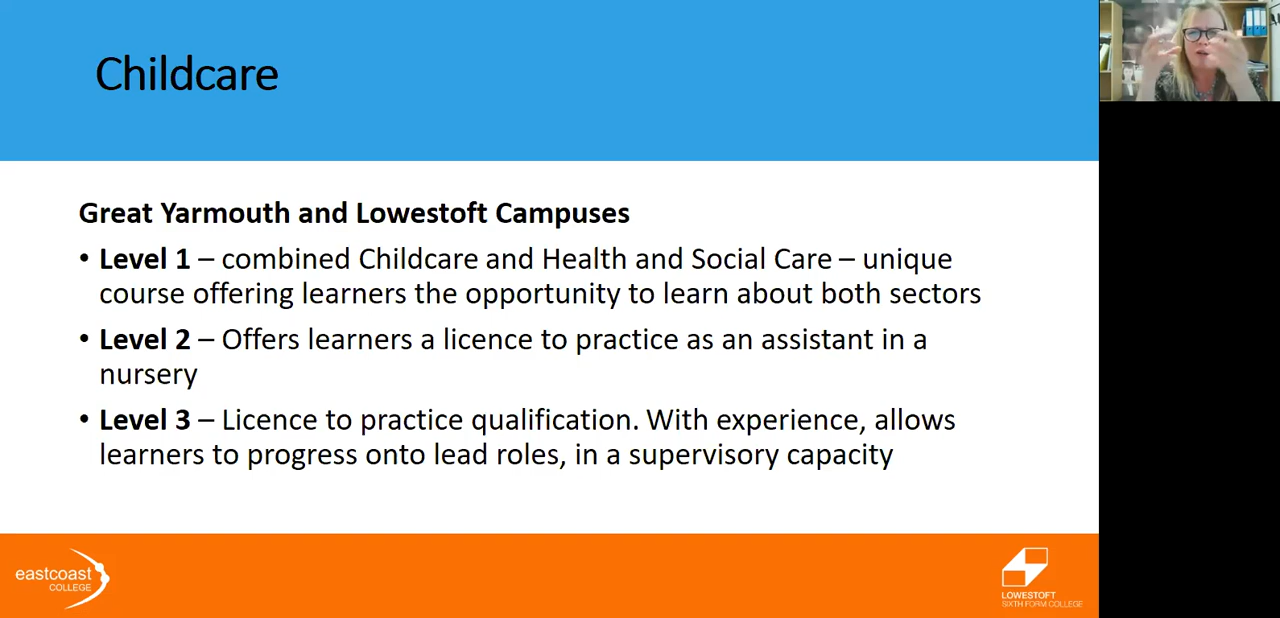 Childcare
Great Yarmouth and Lowestoft Campuses
• Level 1 – combined Childcare and Health and Social Care – unique
course offering learners the opportunity to learn about both sectors
• Level 2 – Offers learners a licence to practice as an assistant in a
nursery
• Level 3 – Licence to practice qualification. With experience, allows
learners to progress onto lead roles, in a supervisory capacity
eastcoast
COLLEGE
LOWESTOFT
SIXTH FORM COLLEGE